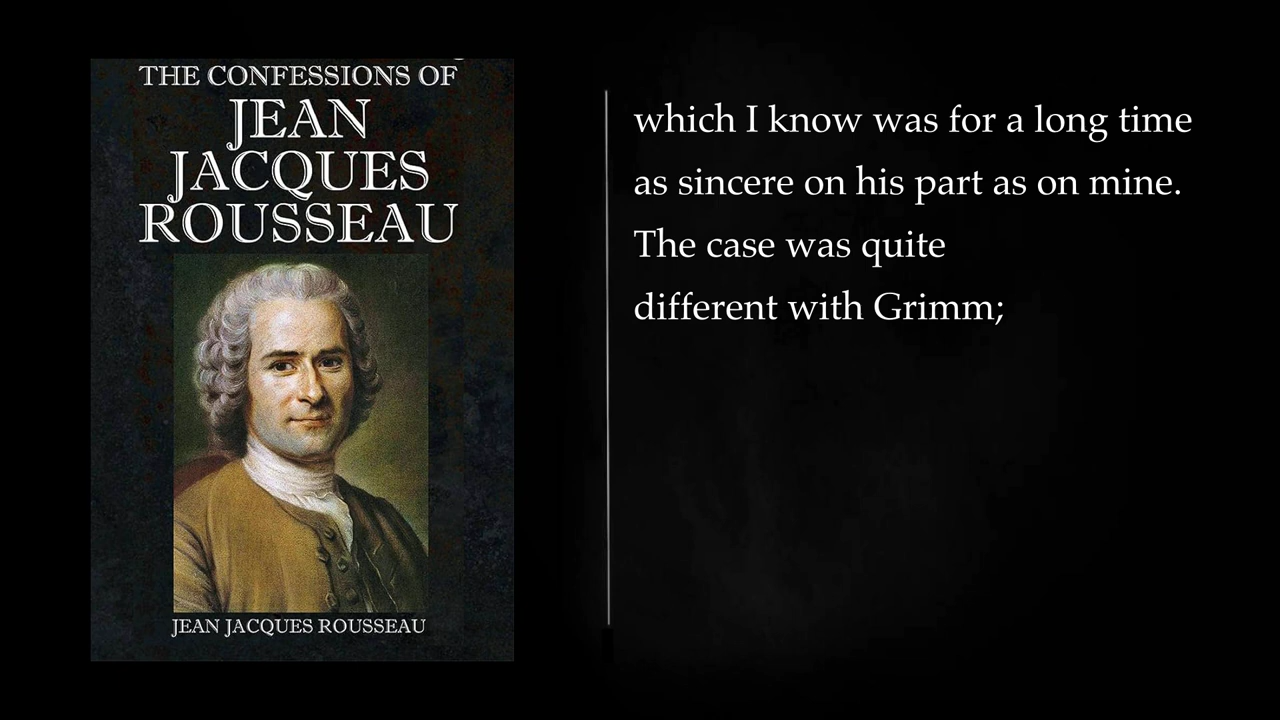 THE CONFESSIONS OF
JEAN
JACQUES
ROUSSEAU
JEAN JACQUES ROUSSEAU
which I know was for a long time
as sincere on his part as on mine.
The case was quite
different with Grimm;